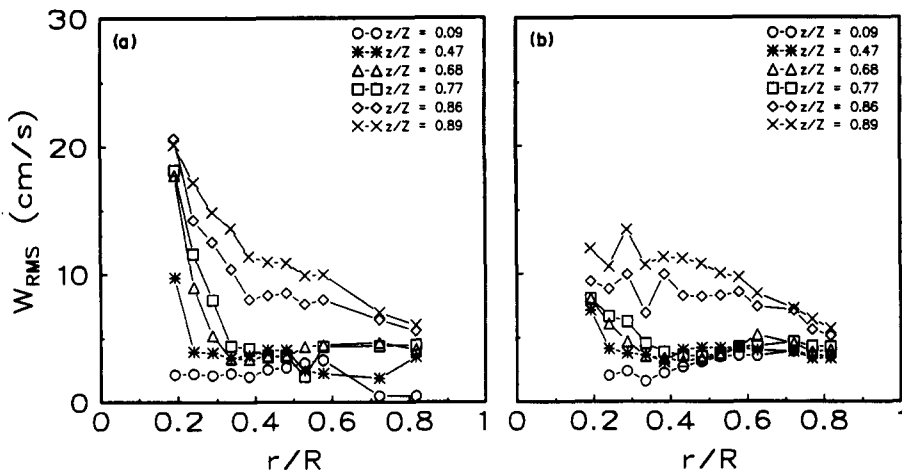 30
20
10
0
W_RMS (cm/s)
(a)
z/Z = 0.09
z/Z = 0.47
z/Z = 0.68
z/Z = 0.77
z/Z = 0.86
z/Z = 0.89
0 0.2 0.4 0.6 0.8 1
r/R
(b)
z/Z = 0.09
z/Z = 0.47
z/Z = 0.68
z/Z = 0.77
z/Z = 0.86
z/Z = 0.89
0.2 0.4 0.6 0.8 1
r/R